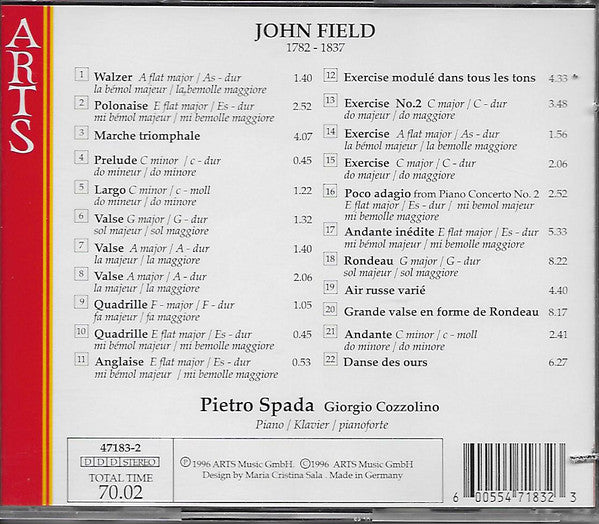 ARTS
JOHN FIELD
1782 - 1837
1 Walzer A flat major / As - dur 1.40
la bémol majeur / la bemolle maggiore
2 Polonaise E flat major / Es - dur 2.52
mi bémol majeur / mi bemolle maggiore
3 Marche triomphale 4.07
4 Prelude C minor / c - dur 0.45
do mineur / do minore
5 Largo C minor / c - moll 1.22
do mineur / do minore
6 Valse G major / G - dur 1.32
sol majeur / sol maggiore
7 Valse A major / A - dur 1.40
la majeur / la maggiore
8 Valse A major / A - dur 2.06
la majeur / la maggiore
9 Quadrille F - major / F - dur 1.05
fa majeur / fa maggiore
10 Quadrille E flat major / Es - dur 0.45
mi bémol majeur / mi bemolle maggiore
11 Anglaise E flat major / Es - dur 0.53
mi bémol majeur / mi bemolle maggiore
12 Exercise modulé dans tous les tons 4.33
13 Exercise No.2 C major / C - dur 3.48
do majeur / do maggiore
14 Exercise A flat major / As - dur 1.56
la bémol majeur / la bemolle maggiore
15 Exercise C major / C - dur 2.06
do majeur / do maggiore
16 Poco adagio from Piano Concerto No. 2 2.52
E flat major / Es - dur / mi bemol majeur
mi bemolle maggiore
17 Andante inédite E flat major / Es - dur 5.33
mi bémol majeur / mi bemolle maggiore
18 Rondeau G major / G - dur 8.22
sol majeur / sol maggiore
19 Air russe varié 4.40
20 Grande valse en forme de Rondeau 8.17
21 Andante C minor / c - moll 2.41
do minore / do minore
22 Danse des ours 6.27
Pietro Spada Giorgio Cozzolino
Piano / Klavier / pianoforte
47183-2
D D D STEREO
TOTAL TIME
70.02
Ⓟ1996 ARTS Music GmbH. ©1996 ARTS Music GmbH
Design by Maria Cristina Sala . Made in Germany
6 00554 71832 3